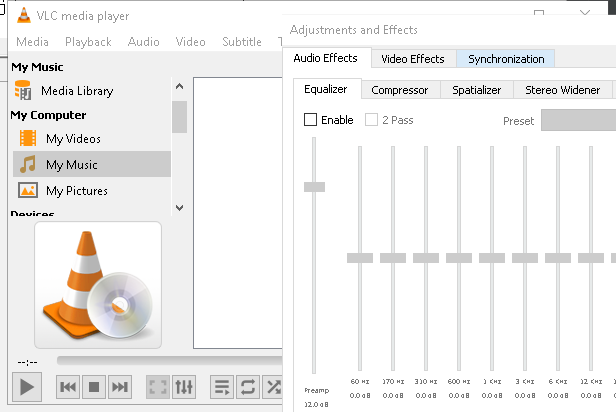 VLC media player
Media Playback Audio Video Subtitle
My Music
Media Library
My Computer
My Videos
My Music
My Pictures
Devices
--:--
Adjustments and Effects
Audio Effects Video Effects Synchronization
Equalizer Compressor Spatializer Stereo Widener
Enable 2 Pass Preset
60 Hz 170 Hz 310 Hz 600 Hz 1 KHz 3 KHz 6 KHz 12 KHz
Preamp 0.0 dB 0.0 dB 0.0 dB 0.0 dB 0.0 dB 0.0 dB 0.0 dB 0.0 dB
12.0 dB